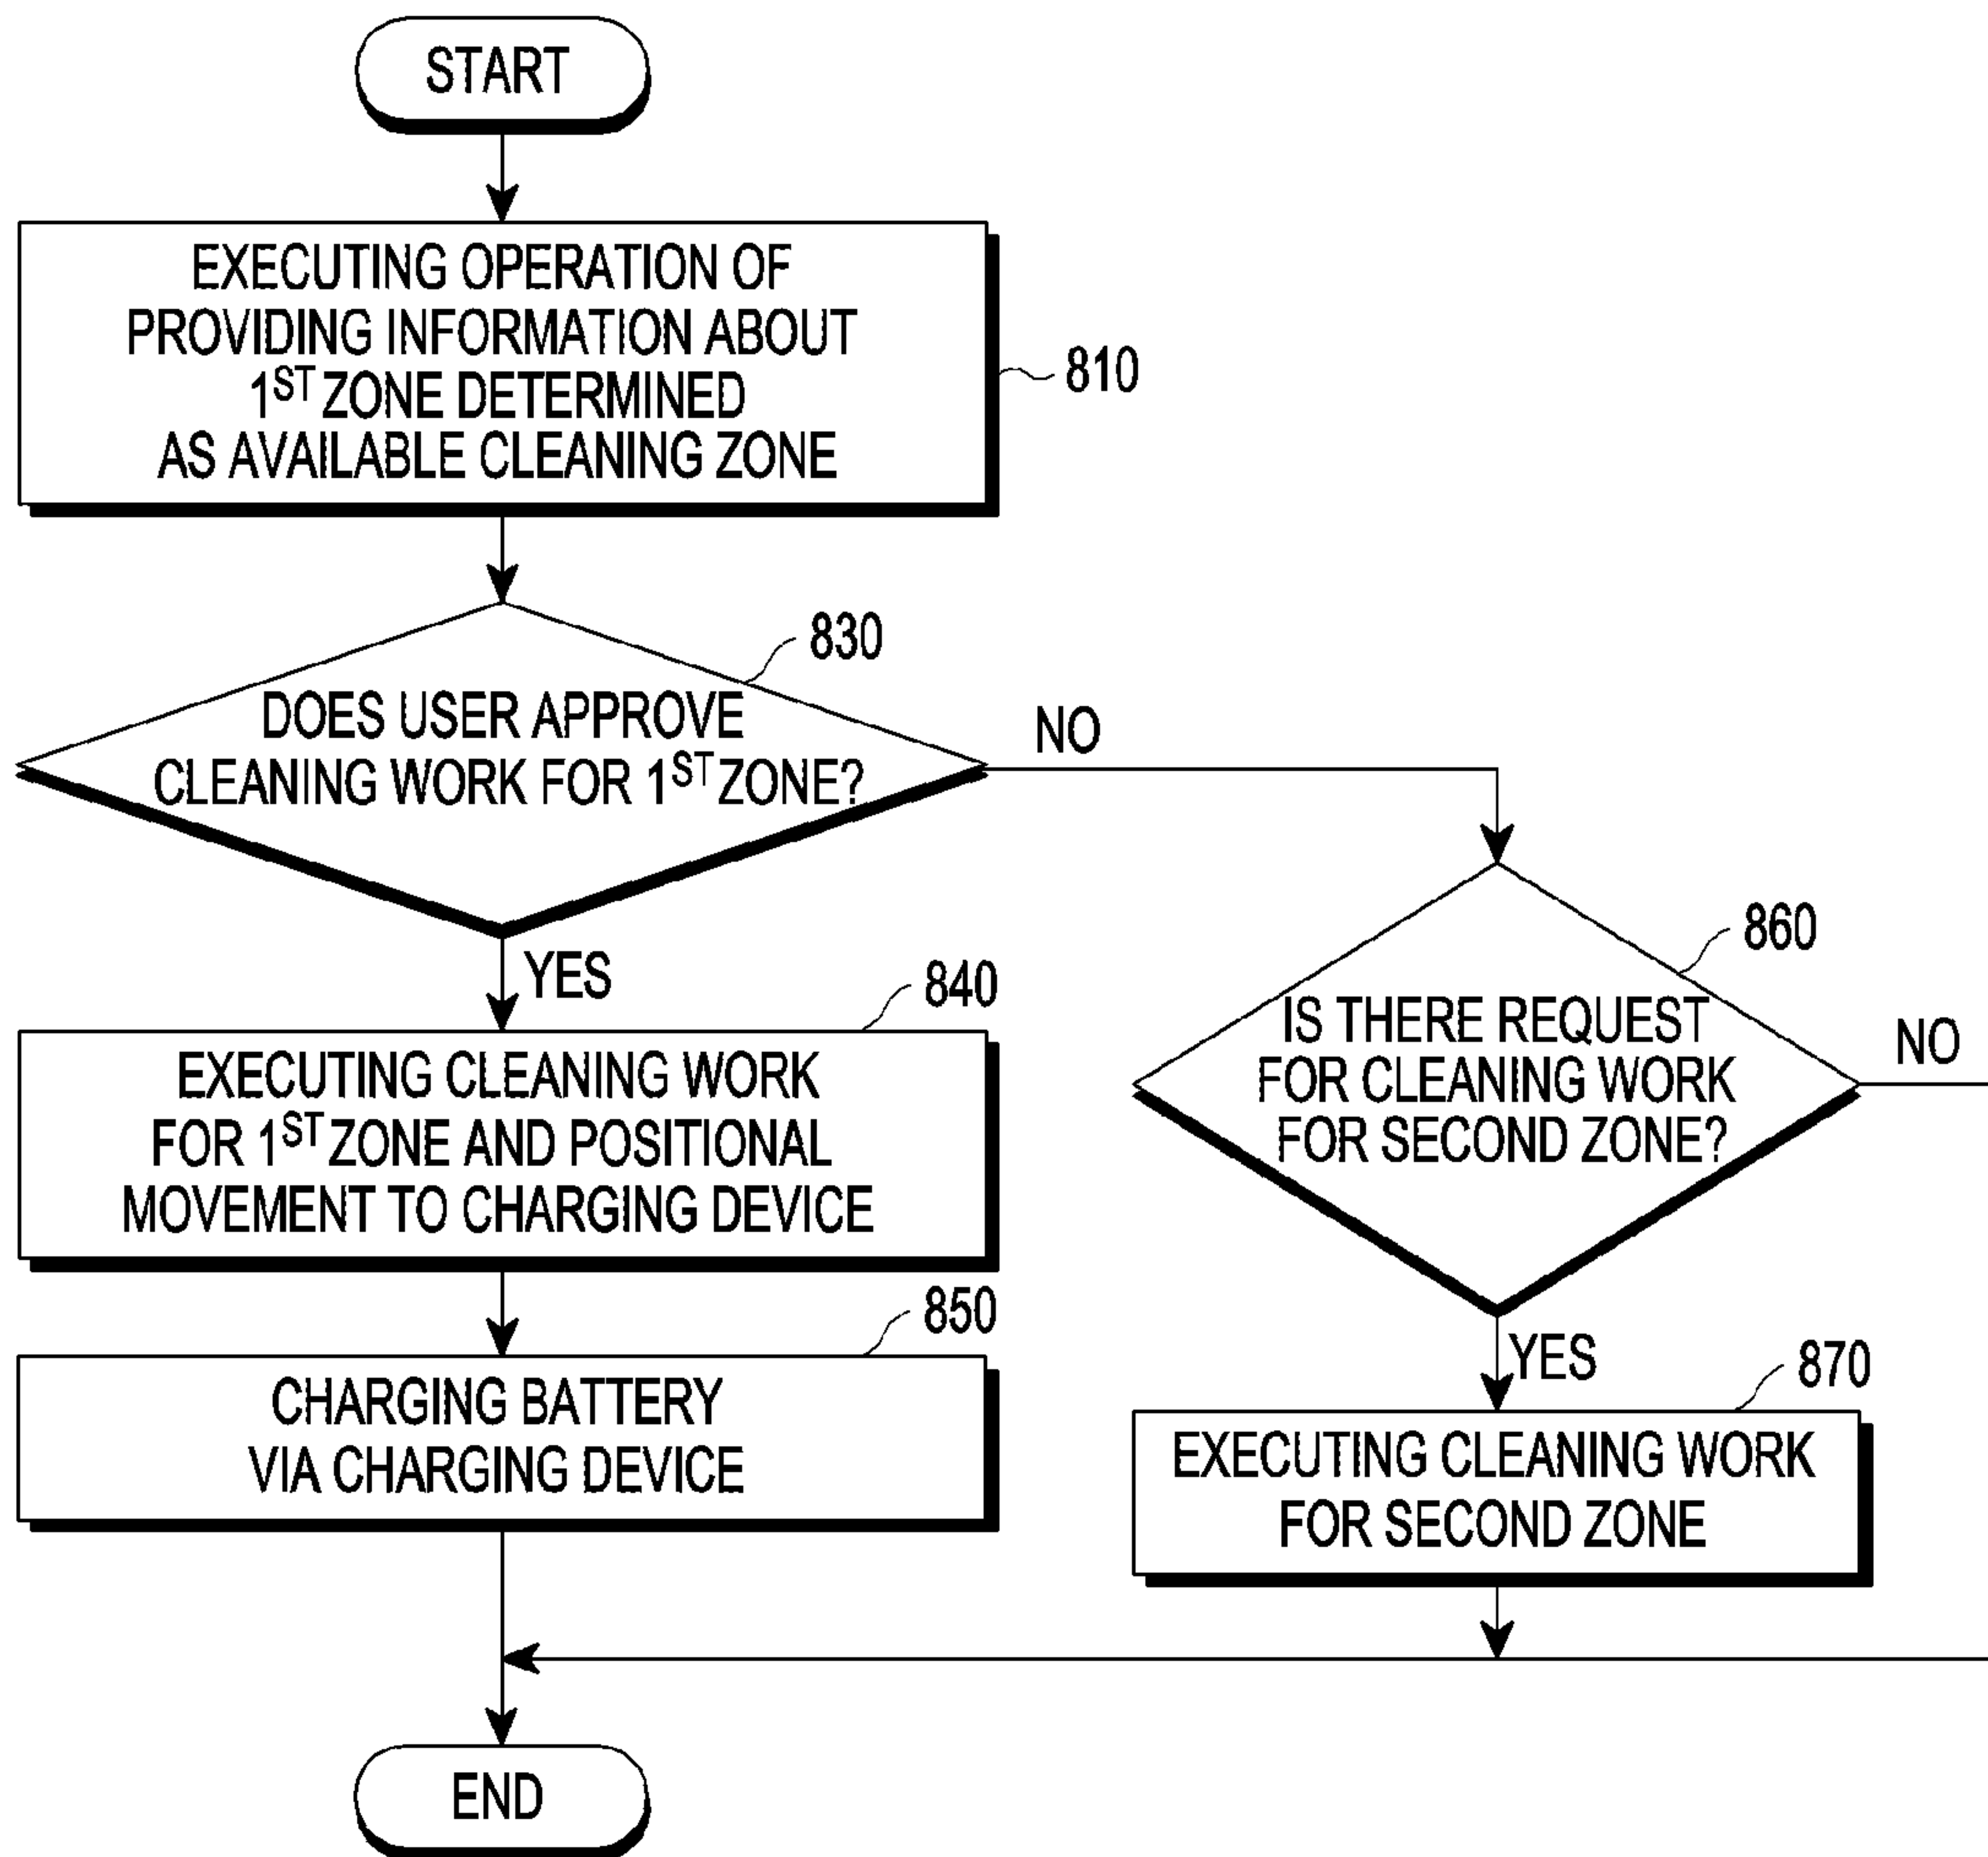 START
EXECUTING OPERATION OF
PROVIDING INFORMATION ABOUT
1ST ZONE DETERMINED
AS AVAILABLE CLEANING ZONE
810
830
DOES USER APPROVE
CLEANING WORK FOR 1ST ZONE?
NO
YES
840
EXECUTING CLEANING WORK
FOR 1ST ZONE AND POSITIONAL
MOVEMENT TO CHARGING DEVICE
850
CHARGING BATTERY
VIA CHARGING DEVICE
860
IS THERE REQUEST
FOR CLEANING WORK
FOR SECOND ZONE?
NO
YES
870
EXECUTING CLEANING WORK
FOR SECOND ZONE
END